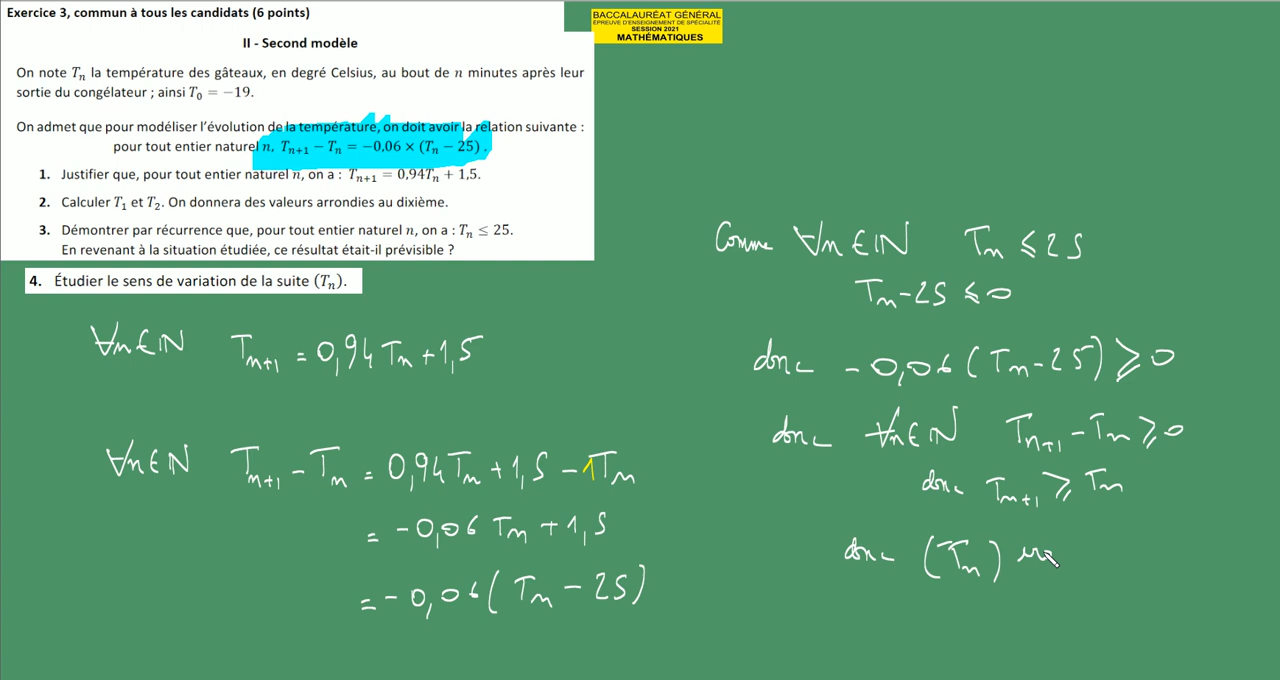 Exercice 3, commun à tous les candidats (6 points)
BACCALAURÉAT GÉNÉRAL
ÉPREUVE D'ENSEIGNEMENT DE SPÉCIALITÉ
SESSION 2021
MATHÉMATIQUES
II - Second modèle
On note Tₙ la température des gâteaux, en degré Celsius, au bout de n minutes après leur
sortie du congélateur ; ainsi T₀ = −19.
On admet que pour modéliser l'évolution de la température, on doit avoir la relation suivante :
pour tout entier naturel n, Tₙ₊₁ − Tₙ = −0,06 × (Tₙ − 25).
1. Justifier que, pour tout entier naturel n, on a : Tₙ₊₁ = 0,94Tₙ + 1,5.
2. Calculer T₁ et T₂. On donnera des valeurs arrondies au dixième.
3. Démontrer par récurrence que, pour tout entier naturel n, on a : Tₙ ≤ 25.
En revenant à la situation étudiée, ce résultat était-il prévisible ?
4. Étudier le sens de variation de la suite (Tₙ).
∀n∈ℕ Tₙ₊₁ = 0,94 Tₙ + 1,5
∀n∈ℕ Tₙ₊₁ − Tₙ = 0,94 Tₙ + 1,5 − 1Tₙ
= −0,06 Tₙ + 1,5
= −0,06 (Tₙ − 25)
Comme ∀n∈ℕ Tₙ ≤ 25
Tₙ − 25 ≤ 0
donc −0,06 (Tₙ − 25) ≥ 0
donc ∀n∈ℕ Tₙ₊₁ − Tₙ ≥ 0
donc Tₙ₊₁ ≥ Tₙ
donc (Tₙ)